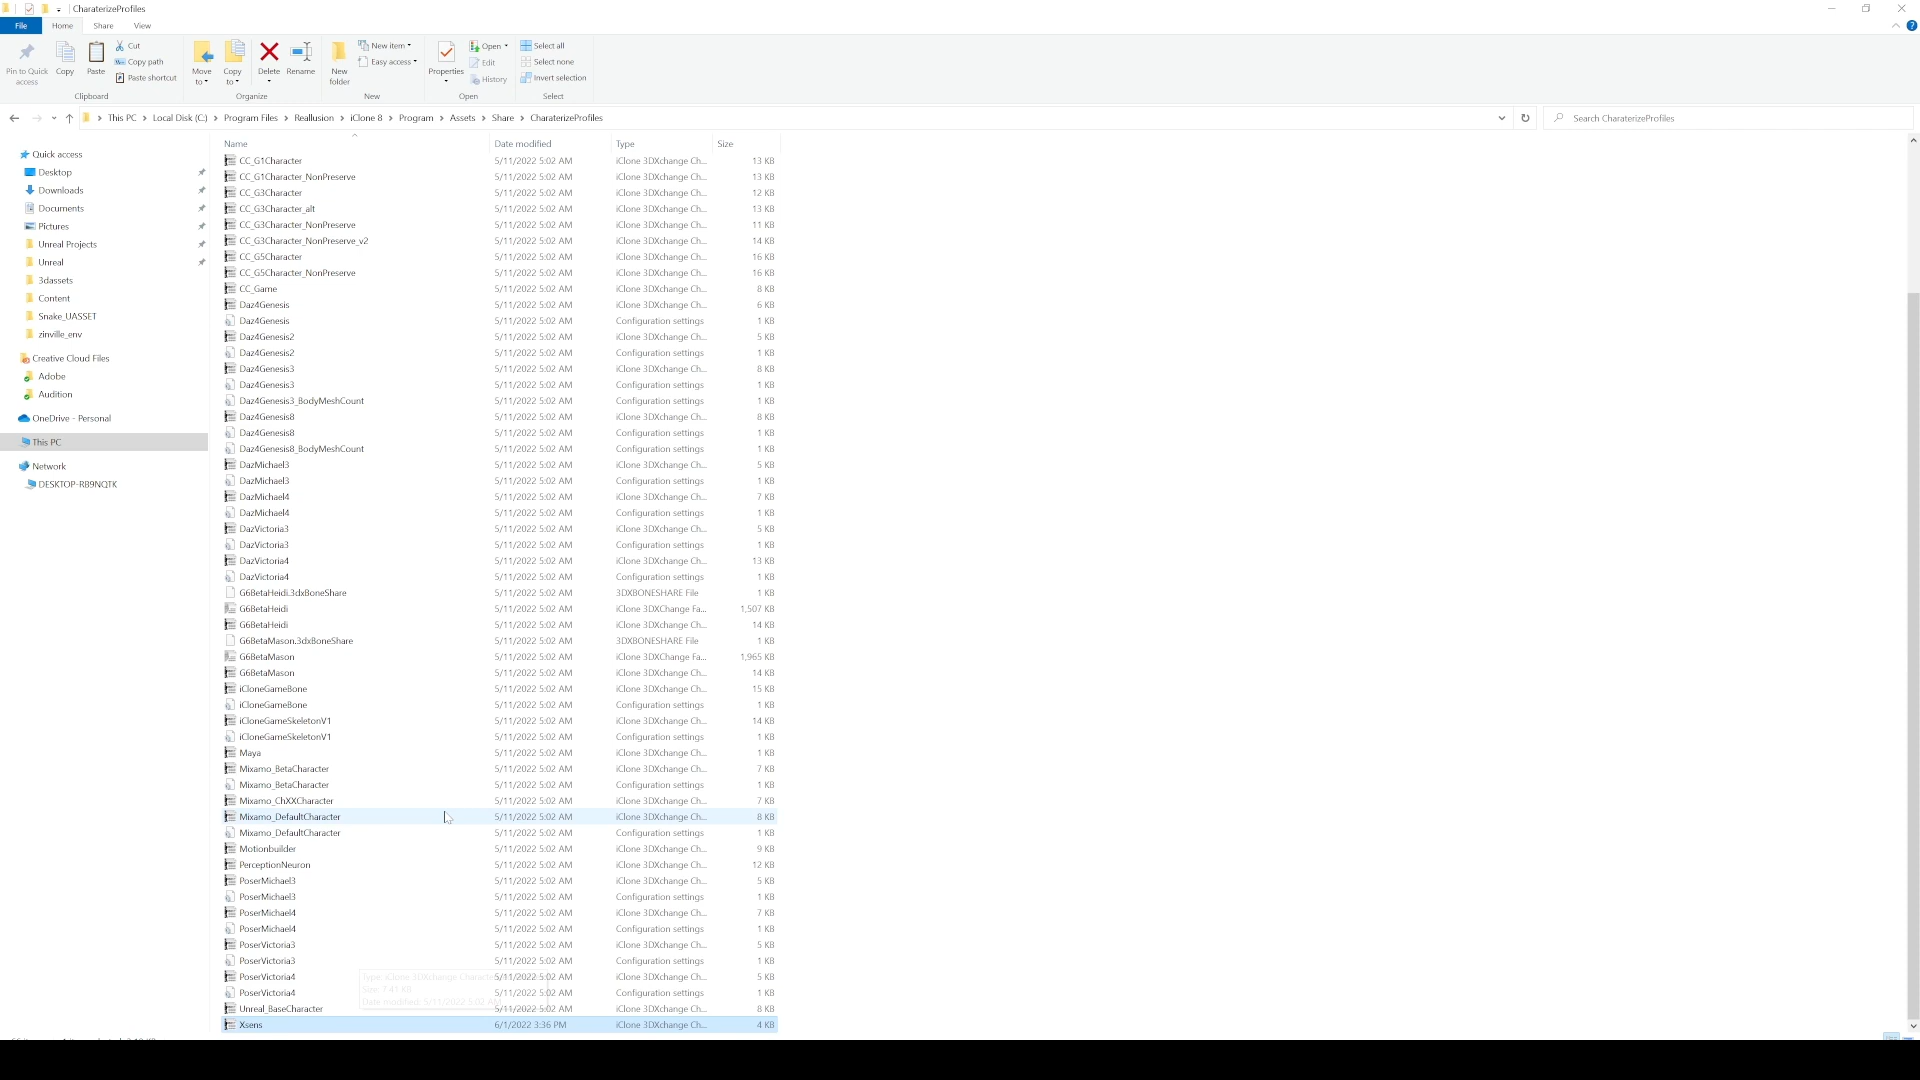 CharaterizeProfiles
File Home Share View
Pin to Quick access
Copy
Paste
Cut
Copy path
Paste shortcut
Move to
Copy to
Delete
Rename
New folder
New item
Easy access
Properties
Open
Edit
History
Select all
Select none
Invert selection
Clipboard Organize New Open Select
This PC > Local Disk (C:) > Program Files > Reallusion > iClone 8 > Program > Assets > Share > CharaterizeProfiles
Search CharaterizeProfiles
Quick access
Desktop
Downloads
Documents
Pictures
Unreal Projects
Unreal
3dassets
Content
Snake_UASSET
zinville_env
Creative Cloud Files
Adobe
Audition
OneDrive - Personal
This PC
Network
DESKTOP-RB9NQTK
Name Date modified Type Size
CC_G1Character 5/11/2022 5:02 AM iClone 3DXchange Ch... 13 KB
CC_G1Character_NonPreserve 5/11/2022 5:02 AM iClone 3DXchange Ch... 13 KB
CC_G3Character 5/11/2022 5:02 AM iClone 3DXchange Ch... 12 KB
CC_G3Character_alt 5/11/2022 5:02 AM iClone 3DXchange Ch... 13 KB
CC_G3Character_NonPreserve 5/11/2022 5:02 AM iClone 3DXchange Ch... 11 KB
CC_G3Character_NonPreserve_v2 5/11/2022 5:02 AM iClone 3DXchange Ch... 14 KB
CC_G5Character 5/11/2022 5:02 AM iClone 3DXchange Ch... 16 KB
CC_G5Character_NonPreserve 5/11/2022 5:02 AM iClone 3DXchange Ch... 16 KB
CC_Game 5/11/2022 5:02 AM iClone 3DXchange Ch... 8 KB
Daz4Genesis 5/11/2022 5:02 AM iClone 3DXchange Ch... 6 KB
Daz4Genesis 5/11/2022 5:02 AM Configuration settings 1 KB
Daz4Genesis2 5/11/2022 5:02 AM iClone 3DXchange Ch... 5 KB
Daz4Genesis2 5/11/2022 5:02 AM Configuration settings 1 KB
Daz4Genesis3 5/11/2022 5:02 AM iClone 3DXchange Ch... 8 KB
Daz4Genesis3 5/11/2022 5:02 AM Configuration settings 1 KB
Daz4Genesis3_BodyMeshCount 5/11/2022 5:02 AM Configuration settings 1 KB
Daz4Genesis8 5/11/2022 5:02 AM iClone 3DXchange Ch... 8 KB
Daz4Genesis8 5/11/2022 5:02 AM Configuration settings 1 KB
Daz4Genesis8_BodyMeshCount 5/11/2022 5:02 AM Configuration settings 1 KB
DazMichael3 5/11/2022 5:02 AM iClone 3DXchange Ch... 5 KB
DazMichael3 5/11/2022 5:02 AM Configuration settings 1 KB
DazMichael4 5/11/2022 5:02 AM iClone 3DXchange Ch... 7 KB
DazMichael4 5/11/2022 5:02 AM Configuration settings 1 KB
DazVictoria3 5/11/2022 5:02 AM iClone 3DXchange Ch... 5 KB
DazVictoria3 5/11/2022 5:02 AM Configuration settings 1 KB
DazVictoria4 5/11/2022 5:02 AM iClone 3DXchange Ch... 13 KB
DazVictoria4 5/11/2022 5:02 AM Configuration settings 1 KB
G6BetaHeidi.3dxBoneShare 5/11/2022 5:02 AM 3DXBONESHARE File 1 KB
G6BetaHeidi 5/11/2022 5:02 AM iClone 3DXChange Fa... 1,507 KB
G6BetaHeidi 5/11/2022 5:02 AM iClone 3DXchange Ch... 14 KB
G6BetaMason.3dxBoneShare 5/11/2022 5:02 AM 3DXBONESHARE File 1 KB
G6BetaMason 5/11/2022 5:02 AM iClone 3DXChange Fa... 1,965 KB
G6BetaMason 5/11/2022 5:02 AM iClone 3DXchange Ch... 14 KB
iCloneGameBone 5/11/2022 5:02 AM iClone 3DXchange Ch... 15 KB
iCloneGameBone 5/11/2022 5:02 AM Configuration settings 1 KB
iCloneGameSkeletonV1 5/11/2022 5:02 AM iClone 3DXchange Ch... 14 KB
iCloneGameSkeletonV1 5/11/2022 5:02 AM Configuration settings 1 KB
Maya 5/11/2022 5:02 AM iClone 3DXchange Ch... 1 KB
Mixamo_BetaCharacter 5/11/2022 5:02 AM iClone 3DXchange Ch... 7 KB
Mixamo_BetaCharacter 5/11/2022 5:02 AM Configuration settings 1 KB
Mixamo_ChXXCharacter 5/11/2022 5:02 AM iClone 3DXchange Ch... 7 KB
Mixamo_DefaultCharacter 5/11/2022 5:02 AM iClone 3DXchange Ch... 8 KB
Mixamo_DefaultCharacter 5/11/2022 5:02 AM Configuration settings 1 KB
Motionbuilder 5/11/2022 5:02 AM iClone 3DXchange Ch... 9 KB
PerceptionNeuron 5/11/2022 5:02 AM iClone 3DXchange Ch... 12 KB
PoserMichael3 5/11/2022 5:02 AM iClone 3DXchange Ch... 5 KB
PoserMichael3 5/11/2022 5:02 AM Configuration settings 1 KB
PoserMichael4 5/11/2022 5:02 AM iClone 3DXchange Ch... 7 KB
PoserMichael4 5/11/2022 5:02 AM Configuration settings 1 KB
PoserVictoria3 5/11/2022 5:02 AM iClone 3DXchange Ch... 5 KB
PoserVictoria3 5/11/2022 5:02 AM Configuration settings 1 KB
PoserVictoria4 5/11/2022 5:02 AM iClone 3DXchange Ch... 5 KB
PoserVictoria4 5/11/2022 5:02 AM Configuration settings 1 KB
Unreal_BaseCharacter 5/11/2022 5:02 AM iClone 3DXchange Ch... 8 KB
Xsens 6/1/2022 3:36 PM iClone 3DXchange Ch... 4 KB
Type: iClone 3DXchange Character
Size: 7.41 KB
Date modified: 5/11/2022 5:02 AM